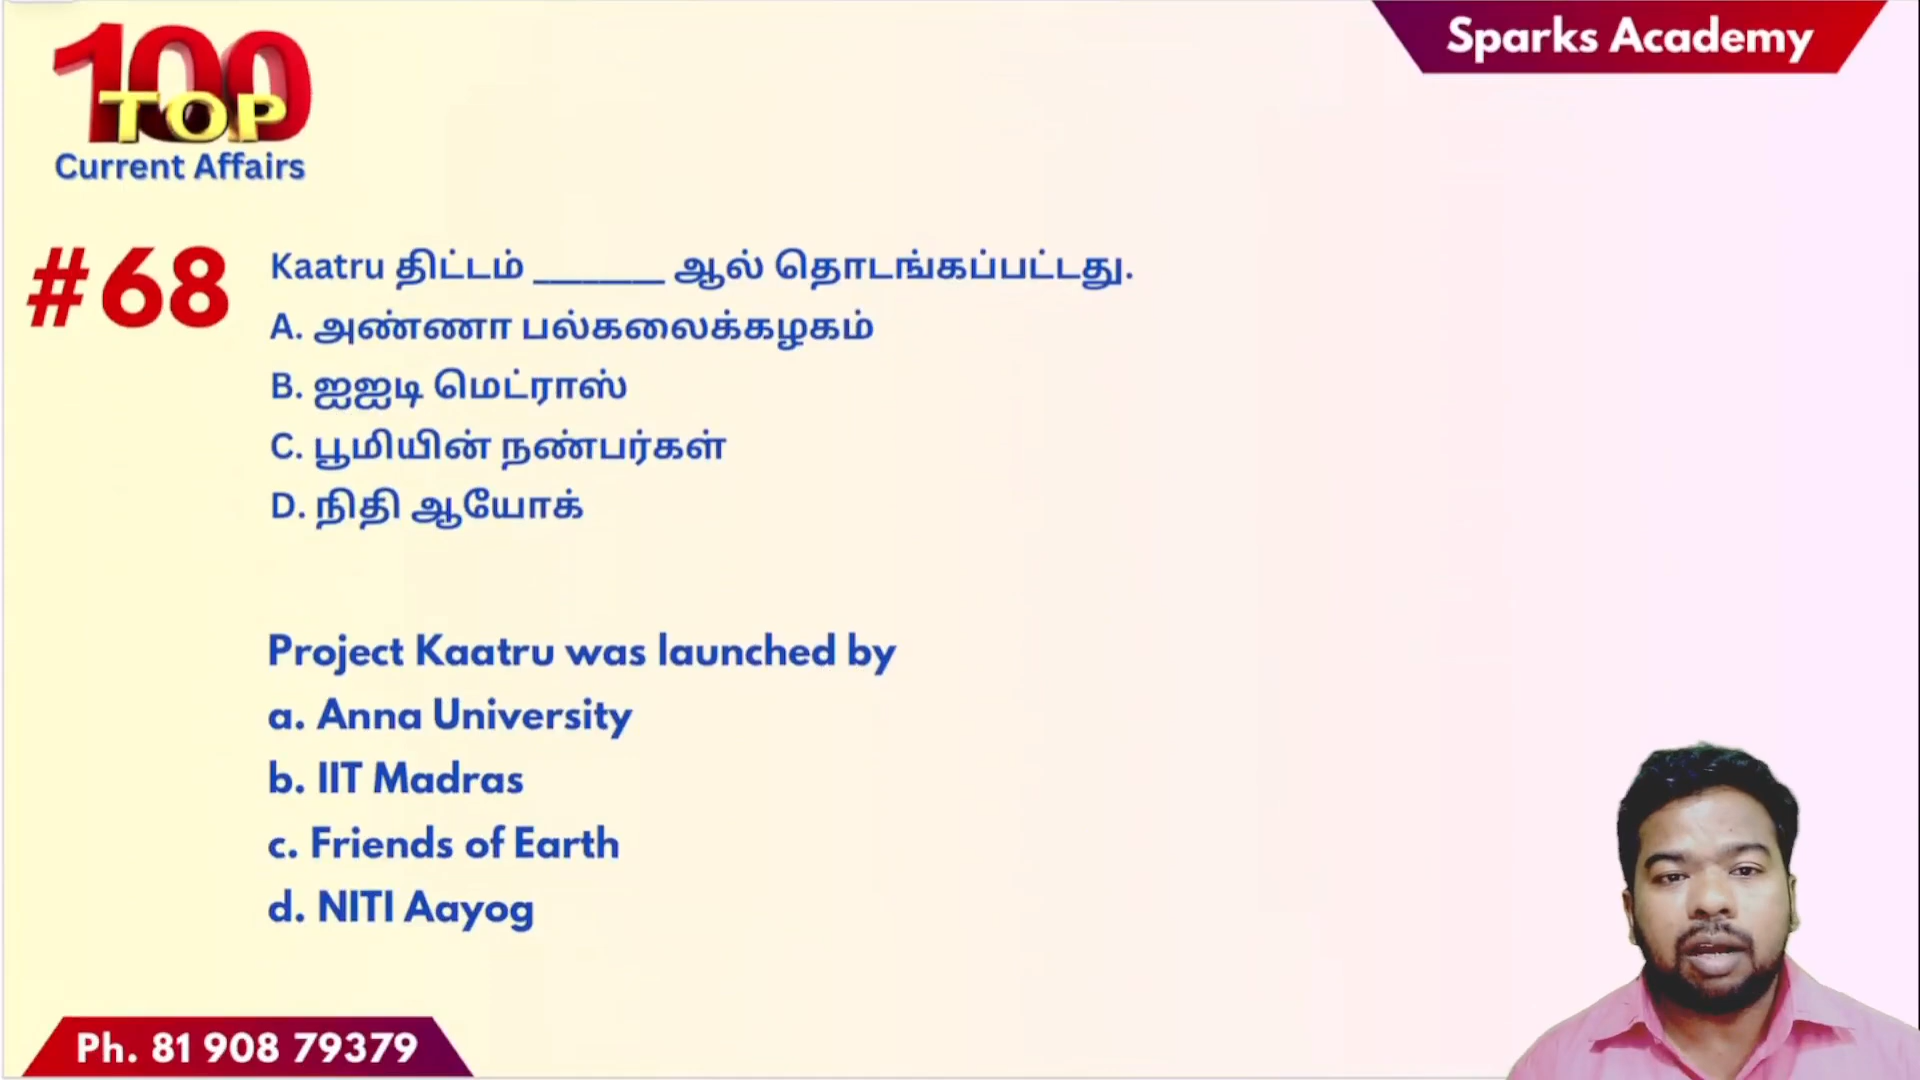 Sparks Academy
100
TOP
Current Affairs
#68
Kaatru திட்டம் _______ ஆல் தொடங்கப்பட்டது.
A. அண்ணா பல்கலைக்கழகம்
B. ஐஐடி மெட்ராஸ்
C. பூமியின் நண்பர்கள்
D. நிதி ஆயோக்
Project Kaatru was launched by
a. Anna University
b. IIT Madras
c. Friends of Earth
d. NITI Aayog
Ph. 81 908 79379